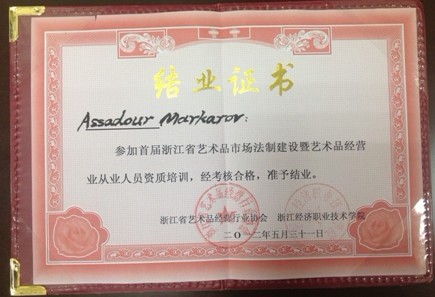 结业证书
Assadour Markarov:
参加首届浙江省艺术品市场法制建设暨艺术品经营
业从业人员资质培训，经考核合格，准予结业。
浙江省艺术品经营行业协会 浙江经济职业技术学院
二〇一二年五月三十一日